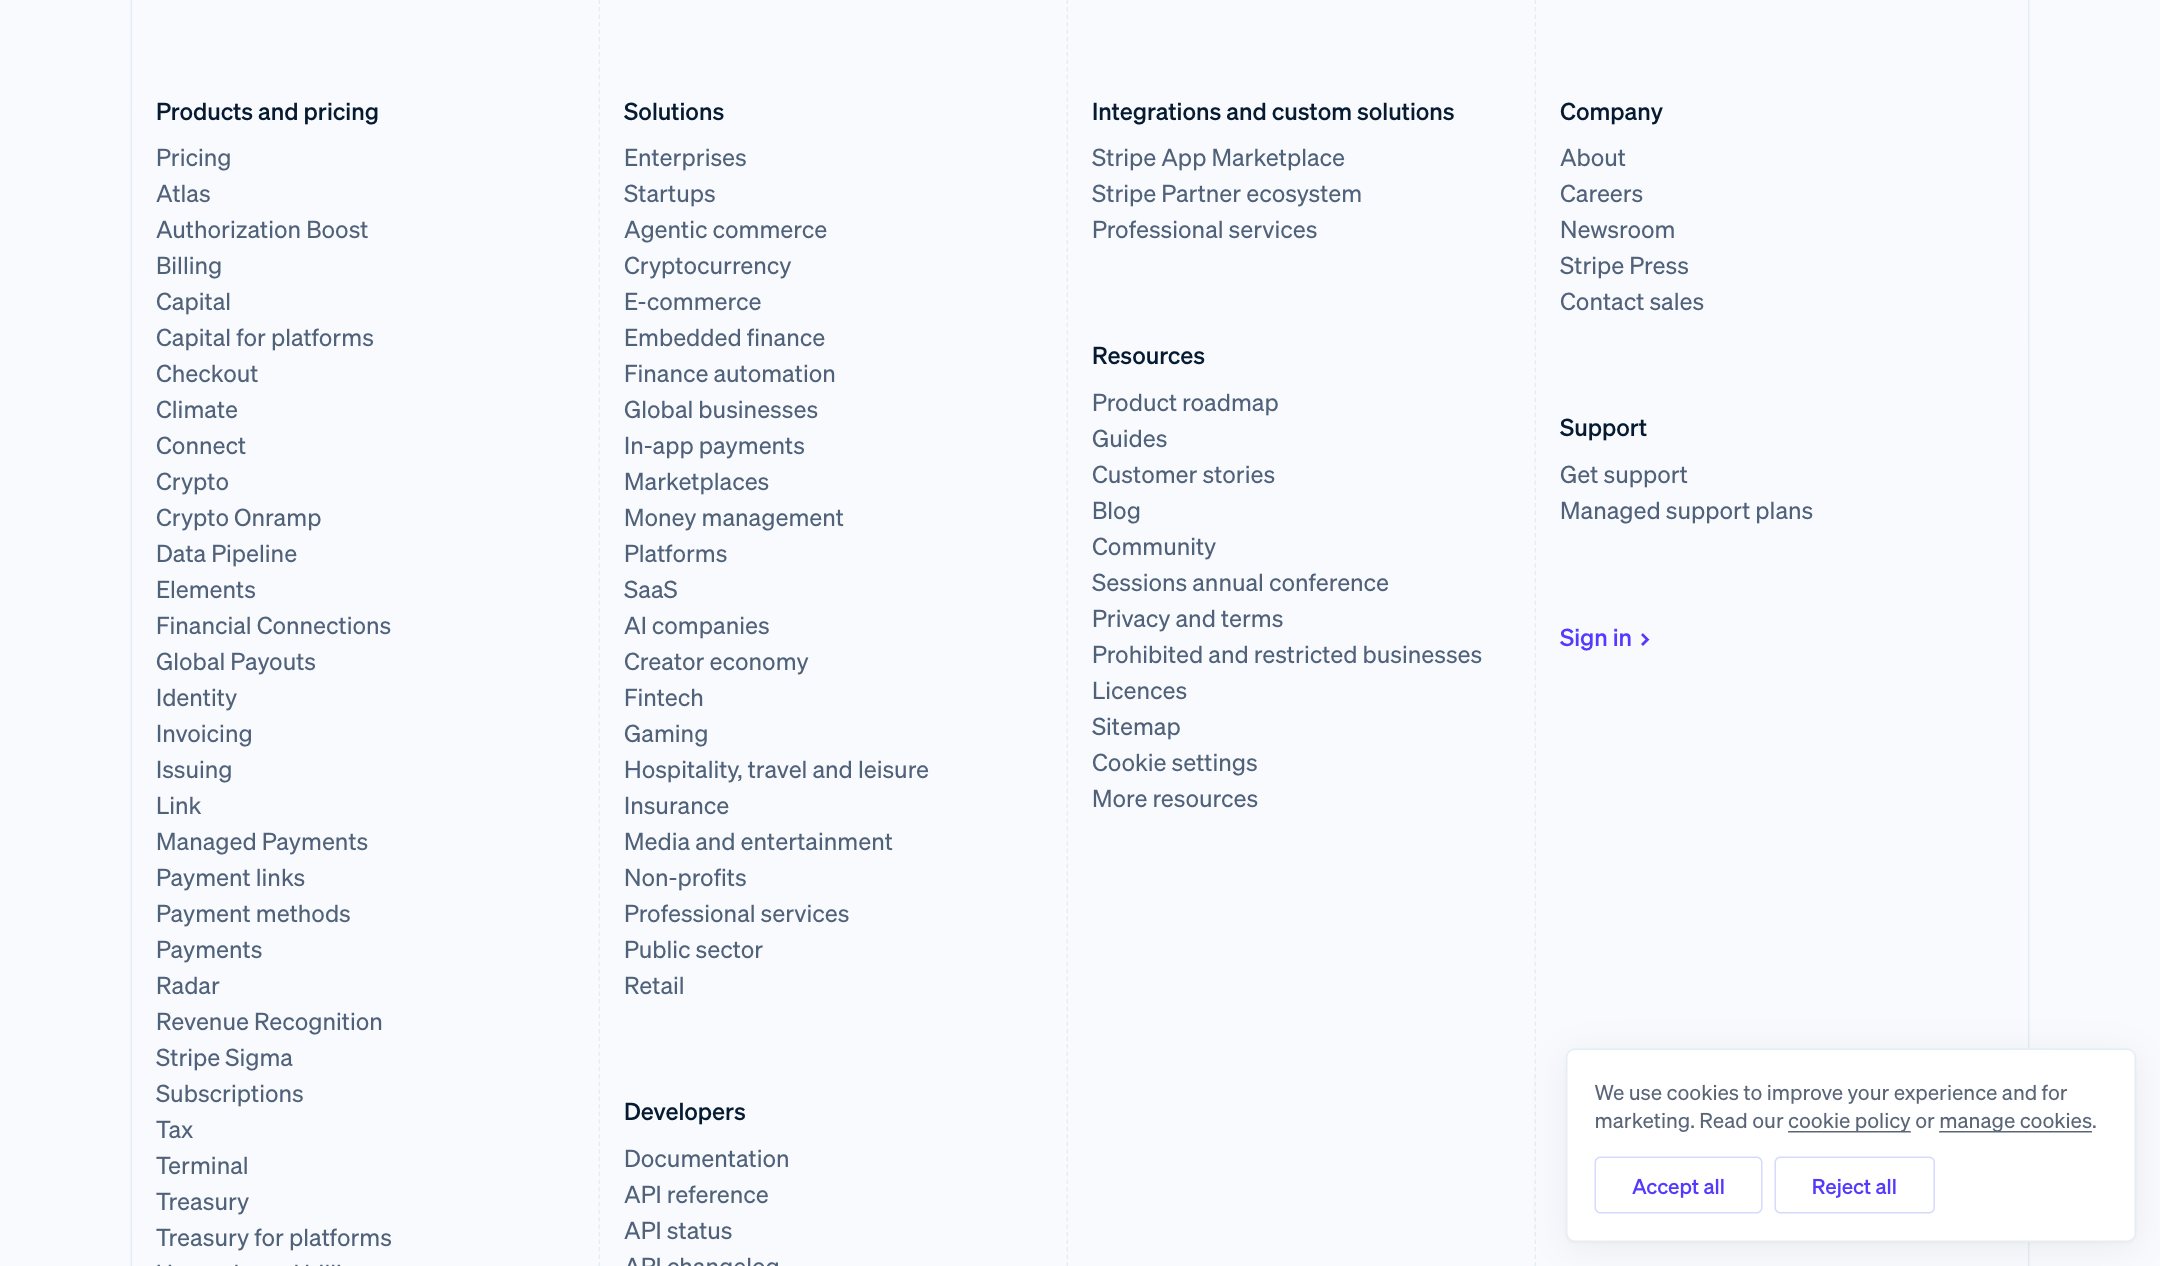 Products and pricing
Pricing
Atlas
Authorization Boost
Billing
Capital
Capital for platforms
Checkout
Climate
Connect
Crypto
Crypto Onramp
Data Pipeline
Elements
Financial Connections
Global Payouts
Identity
Invoicing
Issuing
Link
Managed Payments
Payment links
Payment methods
Payments
Radar
Revenue Recognition
Stripe Sigma
Subscriptions
Tax
Terminal
Treasury
Treasury for platforms
Solutions
Enterprises
Startups
Agentic commerce
Cryptocurrency
E-commerce
Embedded finance
Finance automation
Global businesses
In-app payments
Marketplaces
Money management
Platforms
SaaS
AI companies
Creator economy
Fintech
Gaming
Hospitality, travel and leisure
Insurance
Media and entertainment
Non-profits
Professional services
Public sector
Retail
Developers
Documentation
API reference
API status
API changelog
Integrations and custom solutions
Stripe App Marketplace
Stripe Partner ecosystem
Professional services
Resources
Product roadmap
Guides
Customer stories
Blog
Community
Sessions annual conference
Privacy and terms
Prohibited and restricted businesses
Licences
Sitemap
Cookie settings
More resources
Company
About
Careers
Newsroom
Stripe Press
Contact sales
Support
Get support
Managed support plans
Sign in
We use cookies to improve your experience and for
marketing. Read our cookie policy or manage cookies.
Accept all
Reject all